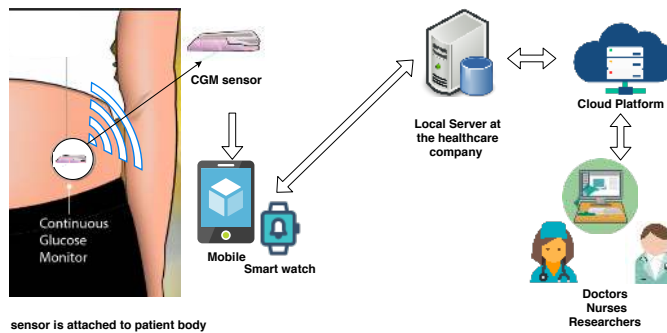 CGM sensor
Continuous
Glucose
Monitor
Mobile
Smart watch
Local Server at
the healthcare
company
Cloud Platform
Doctors
Nurses
Researchers
sensor is attached to patient body